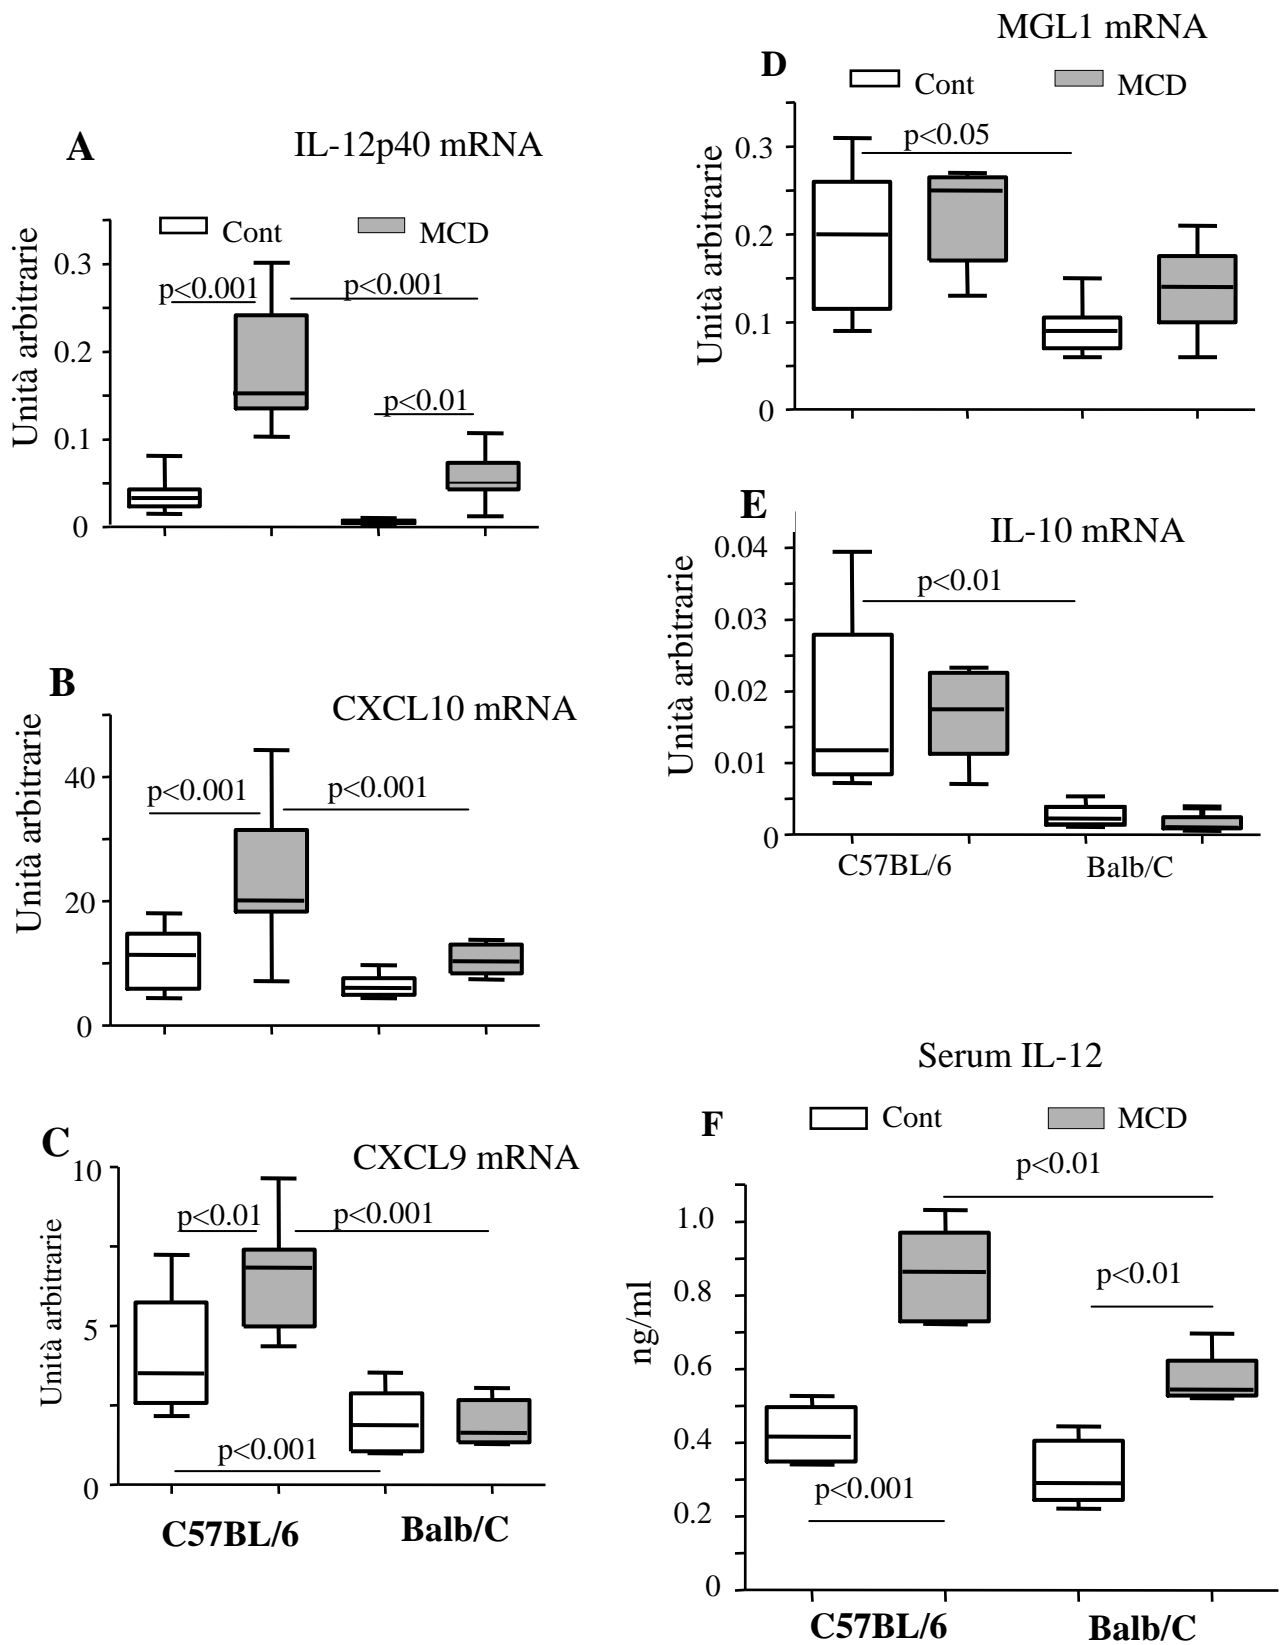 A
IL-12p40 mRNA
Cont
MCD
Unità arbitrarie
0.3
0.2
0.1
0
p<0.001
p<0.001
p<0.01
B
CXCL10 mRNA
Unità arbitrarie
40
20
0
p<0.001
p<0.001
C
CXCL9 mRNA
Unità arbitrarie
10
5
0
p<0.01
p<0.001
p<0.001
C57BL/6
Balb/C
MGL1 mRNA
D
Cont
MCD
Unità arbitrarie
0.3
0.2
0.1
0
p<0.05
E
IL-10 mRNA
Unità arbitrarie
0.04
0.03
0.02
0.01
0
p<0.01
C57BL/6
Balb/C
Serum IL-12
F
Cont
MCD
ng/ml
1.0
0.8
0.6
0.4
0.2
0
p<0.01
p<0.01
p<0.001
C57BL/6
Balb/C